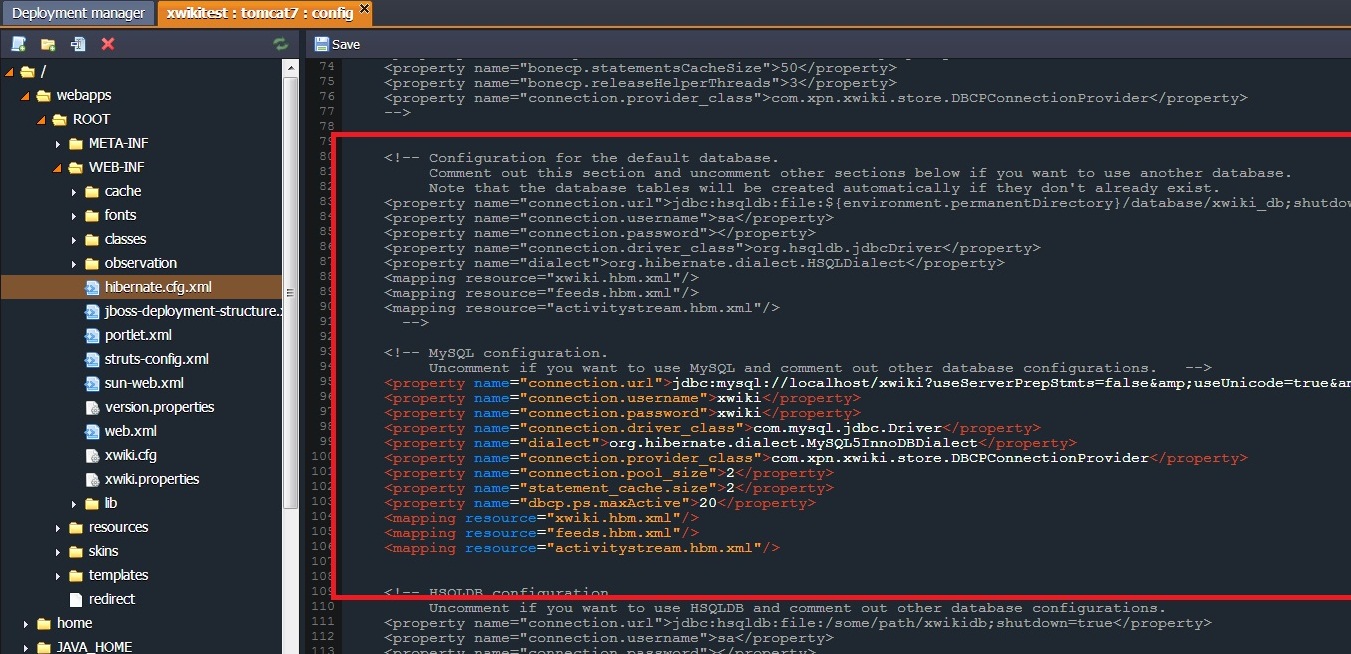 Deployment manager
xwikitest : tomcat7 : config
Save
/
webapps
ROOT
META-INF
WEB-INF
cache
fonts
classes
observation
hibernate.cfg.xml
jboss-deployment-structure.
portlet.xml
struts-config.xml
sun-web.xml
version.properties
web.xml
xwiki.cfg
xwiki.properties
lib
resources
skins
templates
redirect
home
JAVA_HOME
74 <property name="bonecp.statementsCacheSize">50</property>
75 <property name="bonecp.releaseHelperThreads">3</property>
76 <property name="connection.provider_class">com.xpn.xwiki.store.DBCPConnectionProvider</property>
77 -->
78
79
80 <!-- Configuration for the default database.
81 Comment out this section and uncomment other sections below if you want to use another database.
82 Note that the database tables will be created automatically if they don't already exist.
83 <property name="connection.url">jdbc:hsqldb:file:${environment.permanentDirectory}/database/xwiki_db;shutdow
84 <property name="connection.username">sa</property>
85 <property name="connection.password"></property>
86 <property name="connection.driver_class">org.hsqldb.jdbcDriver</property>
87 <property name="dialect">org.hibernate.dialect.HSQLDialect</property>
88 <mapping resource="xwiki.hbm.xml"/>
89 <mapping resource="feeds.hbm.xml"/>
90 <mapping resource="activitystream.hbm.xml"/>
91 -->
92
93 <!-- MySQL configuration.
94 Uncomment if you want to use MySQL and comment out other database configurations. -->
95 <property name="connection.url">jdbc:mysql://localhost/xwiki?useServerPrepStmts=false&amp;useUnicode=true&am
96 <property name="connection.username">xwiki</property>
97 <property name="connection.password">xwiki</property>
98 <property name="connection.driver_class">com.mysql.jdbc.Driver</property>
99 <property name="dialect">org.hibernate.dialect.MySQL5InnoDBDialect</property>
100 <property name="connection.provider_class">com.xpn.xwiki.store.DBCPConnectionProvider</property>
101 <property name="connection.pool_size">2</property>
102 <property name="statement_cache.size">2</property>
103 <property name="dbcp.ps.maxActive">20</property>
104 <mapping resource="xwiki.hbm.xml"/>
105 <mapping resource="feeds.hbm.xml"/>
106 <mapping resource="activitystream.hbm.xml"/>
107
108
109 <!-- HSQLDB configuration.
110 Uncomment if you want to use HSQLDB and comment out other database configurations.
111 <property name="connection.url">jdbc:hsqldb:file:/some/path/xwikidb;shutdown=true</property>
112 <property name="connection.username">sa</property>
113 <property name="connection.password"></property>